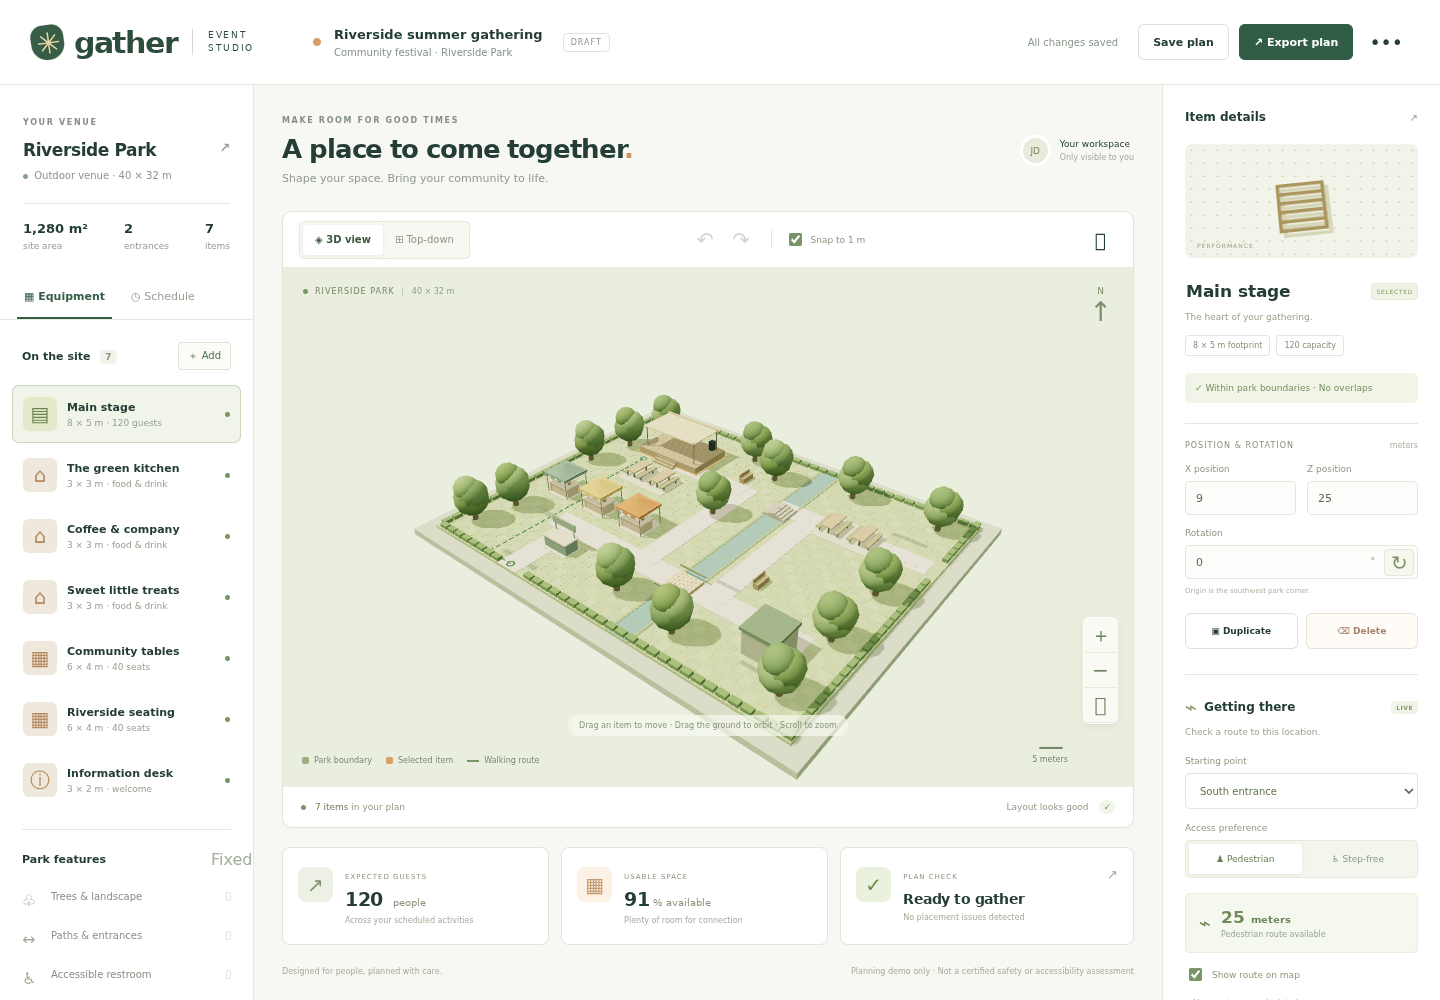 gather
EVENT
STUDIO
Riverside summer gathering
Community festival · Riverside Park
DRAFT
All changes saved
Save plan
↗ Export plan
•••
YOUR VENUE
Riverside Park ↗
Outdoor venue · 40 × 32 m
1,280 m² 2 7
site area entrances items
Equipment Schedule
On the site 7 + Add
Main stage
8 × 5 m · 120 guests
The green kitchen
3 × 3 m · food & drink
Coffee & company
3 × 3 m · food & drink
Sweet little treats
3 × 3 m · food & drink
Community tables
6 × 4 m · 40 seats
Riverside seating
6 × 4 m · 40 seats
Information desk
3 × 2 m · welcome
Park features Fixed
Trees & landscape
Paths & entrances
Accessible restroom
MAKE ROOM FOR GOOD TIMES
A place to come together.
Shape your space. Bring your community to life.
JD
Your workspace
Only visible to you
◈ 3D view ⊞ Top-down
Snap to 1 m
RIVERSIDE PARK | 40 × 32 m
N
Drag an item to move · Drag the ground to orbit · Scroll to zoom
Park boundary Selected item Walking route
5 meters
7 items in your plan
Layout looks good ✓
EXPECTED GUESTS
120 people
Across your scheduled activities
USABLE SPACE
91 % available
Plenty of room for connection
PLAN CHECK ↗
Ready to gather
No placement issues detected
Designed for people, planned with care.
Planning demo only · Not a certified safety or accessibility assessment
Item details ↗
PERFORMANCE
Main stage SELECTED
The heart of your gathering.
8 × 5 m footprint 120 capacity
✓ Within park boundaries · No overlaps
POSITION & ROTATION meters
X position Z position
9 25
Rotation
0 °
Origin is the southwest park corner.
Duplicate Delete
Getting there LIVE
Check a route to this location.
Starting point
South entrance
Access preference
Pedestrian Step-free
25 meters
Pedestrian route available
Show route on map